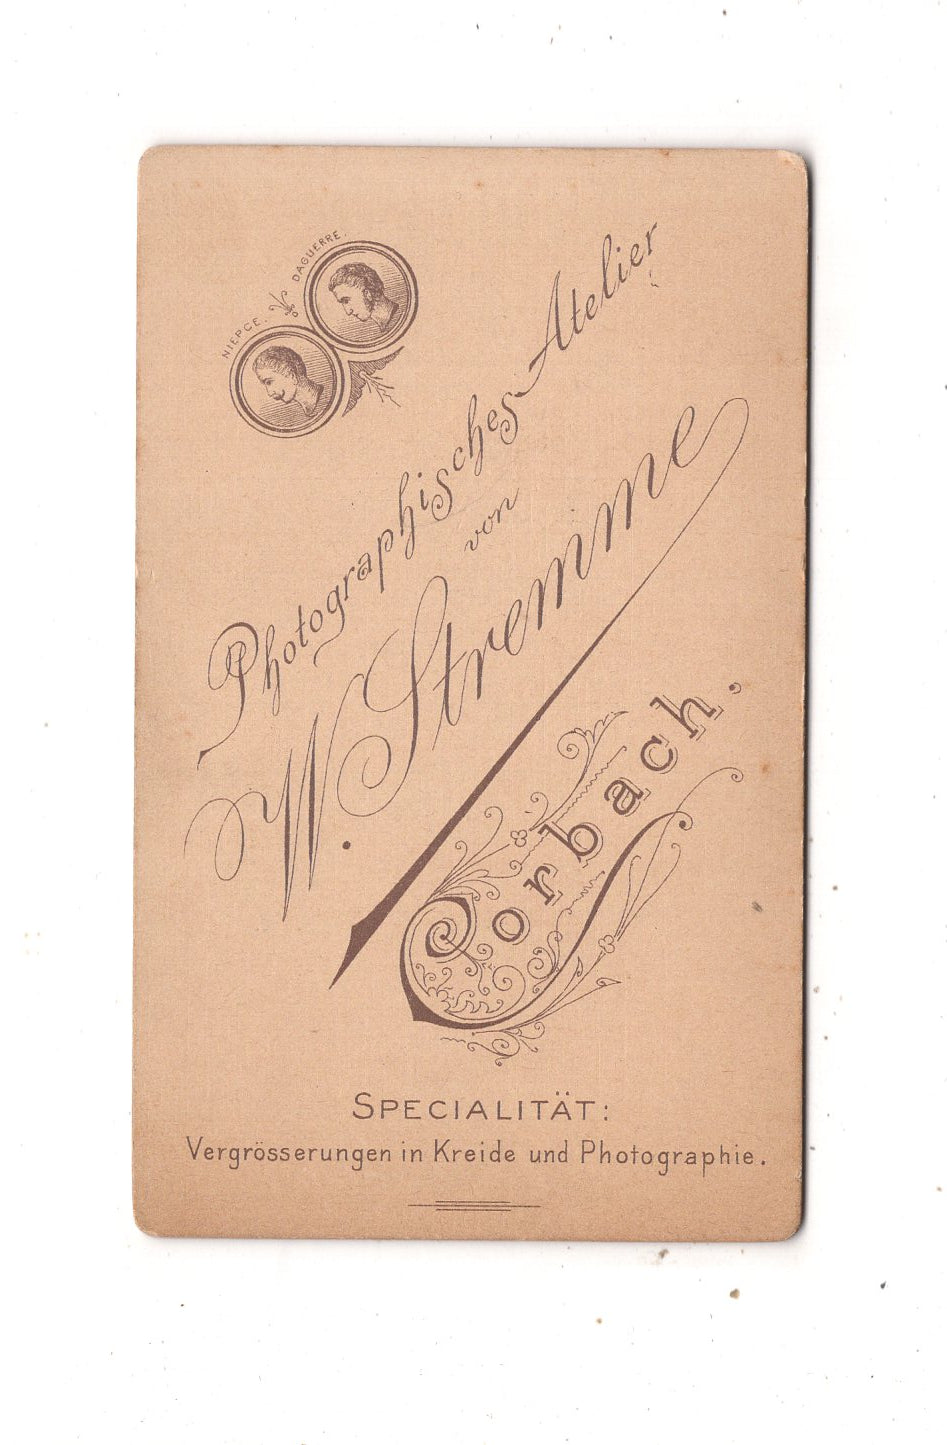 NIEPCE. DAGUERRE.
Photographisches Atelier
von
W. Stremme
Corbach.
SPECIALITÄT:
Vergrösserungen in Kreide und Photographie.